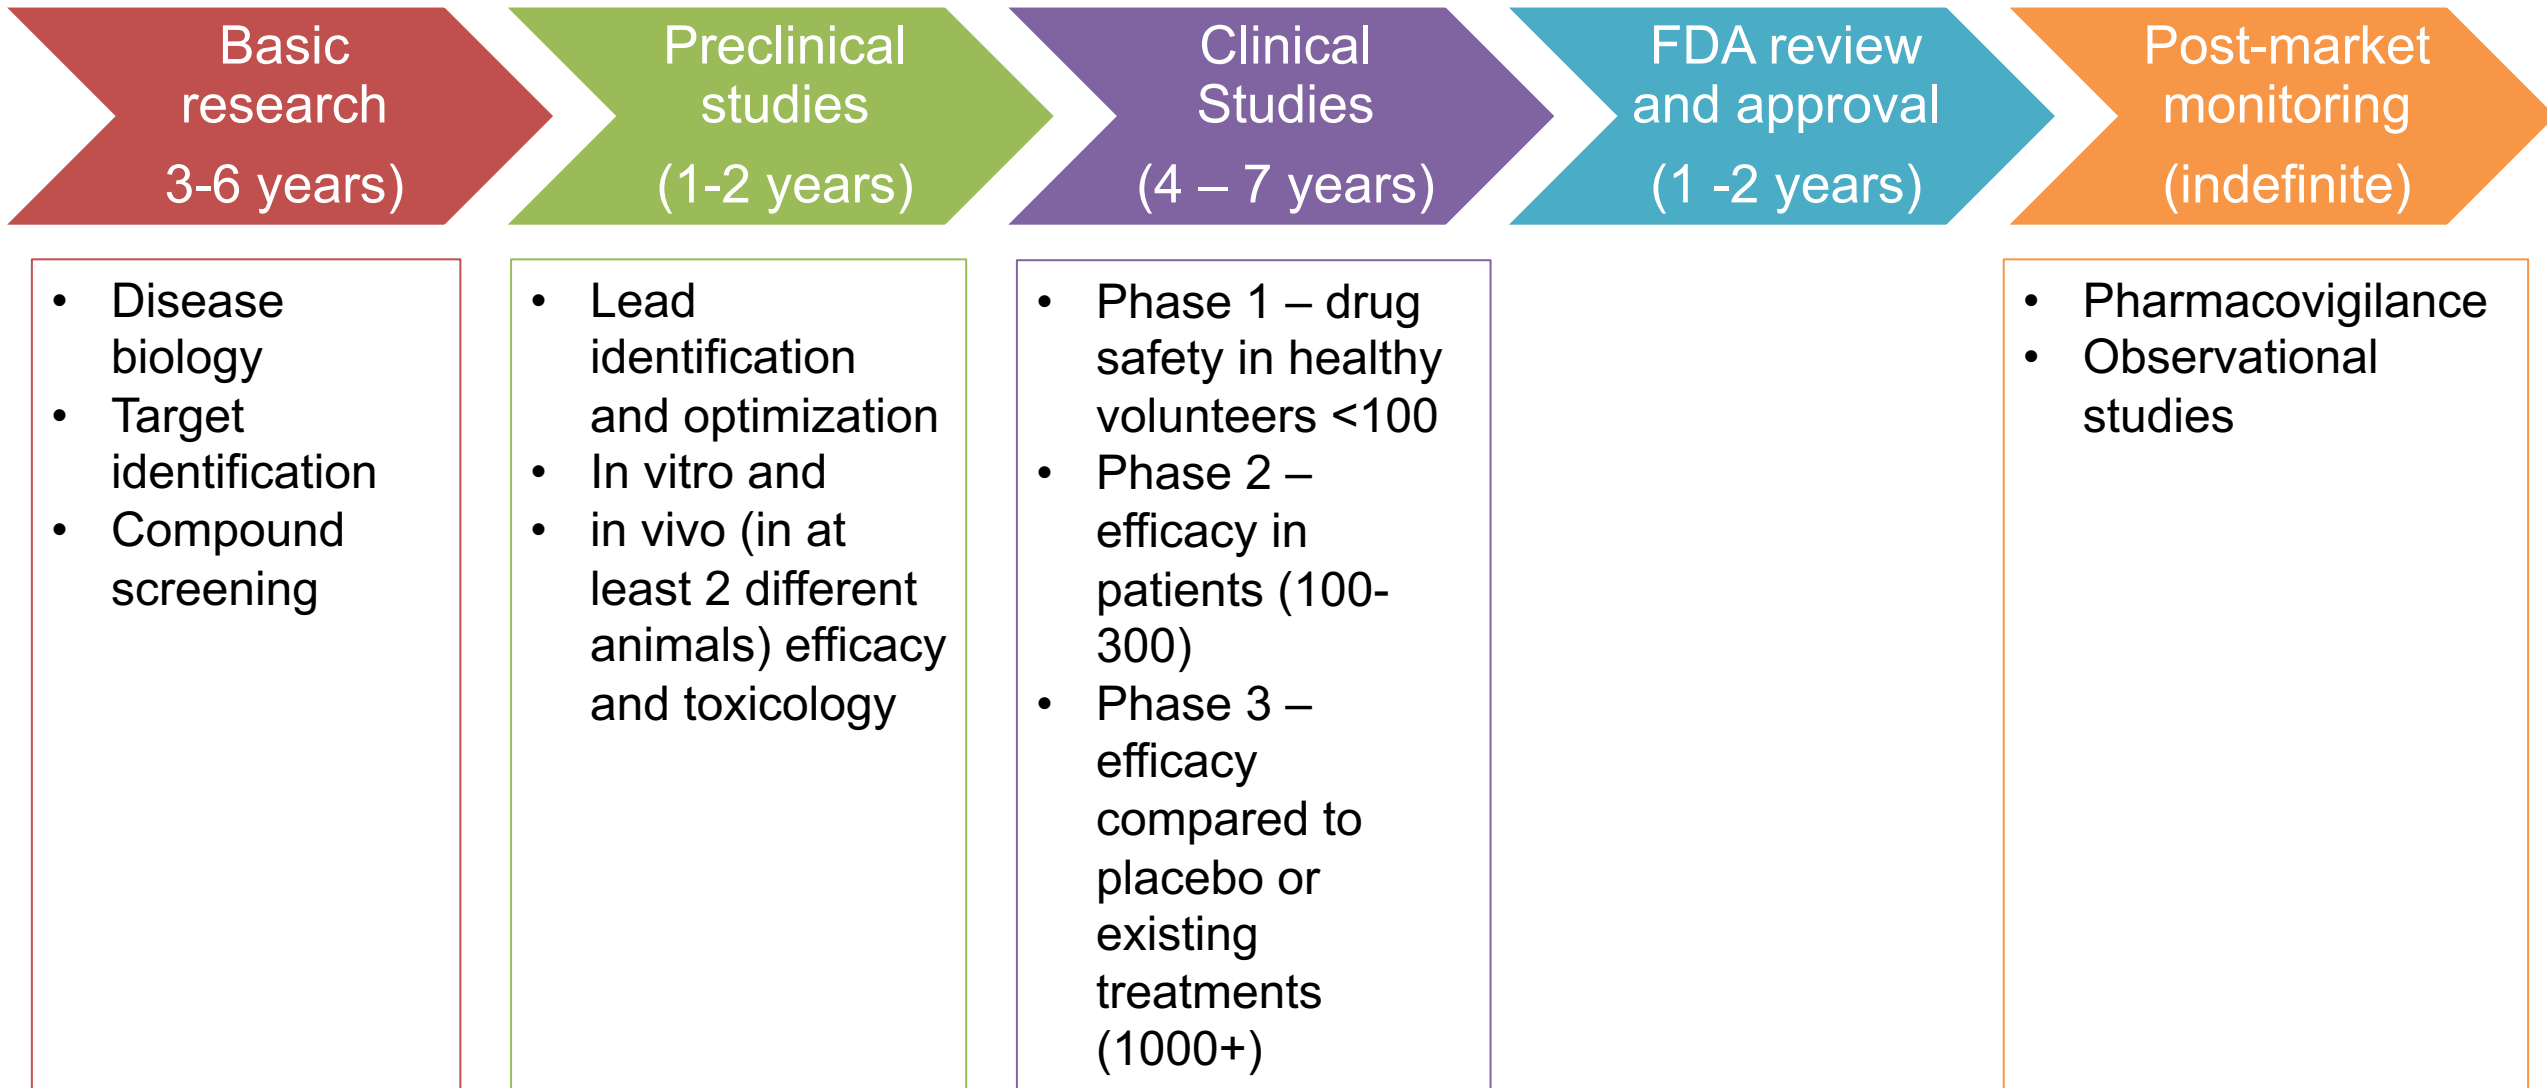 Basic
research
3-6 years)
Preclinical
studies
(1-2 years)
Clinical
Studies
(4 – 7 years)
FDA review
and approval
(1 -2 years)
Post-market
monitoring
(indefinite)
• Disease
biology
• Target
identification
• Compound
screening
• Lead
identification
and optimization
• In vitro and
• in vivo (in at
least 2 different
animals) efficacy
and toxicology
• Phase 1 – drug
safety in healthy
volunteers <100
• Phase 2 –
efficacy in
patients (100-
300)
• Phase 3 –
efficacy
compared to
placebo or
existing
treatments
(1000+)
• Pharmacovigilance
• Observational
studies